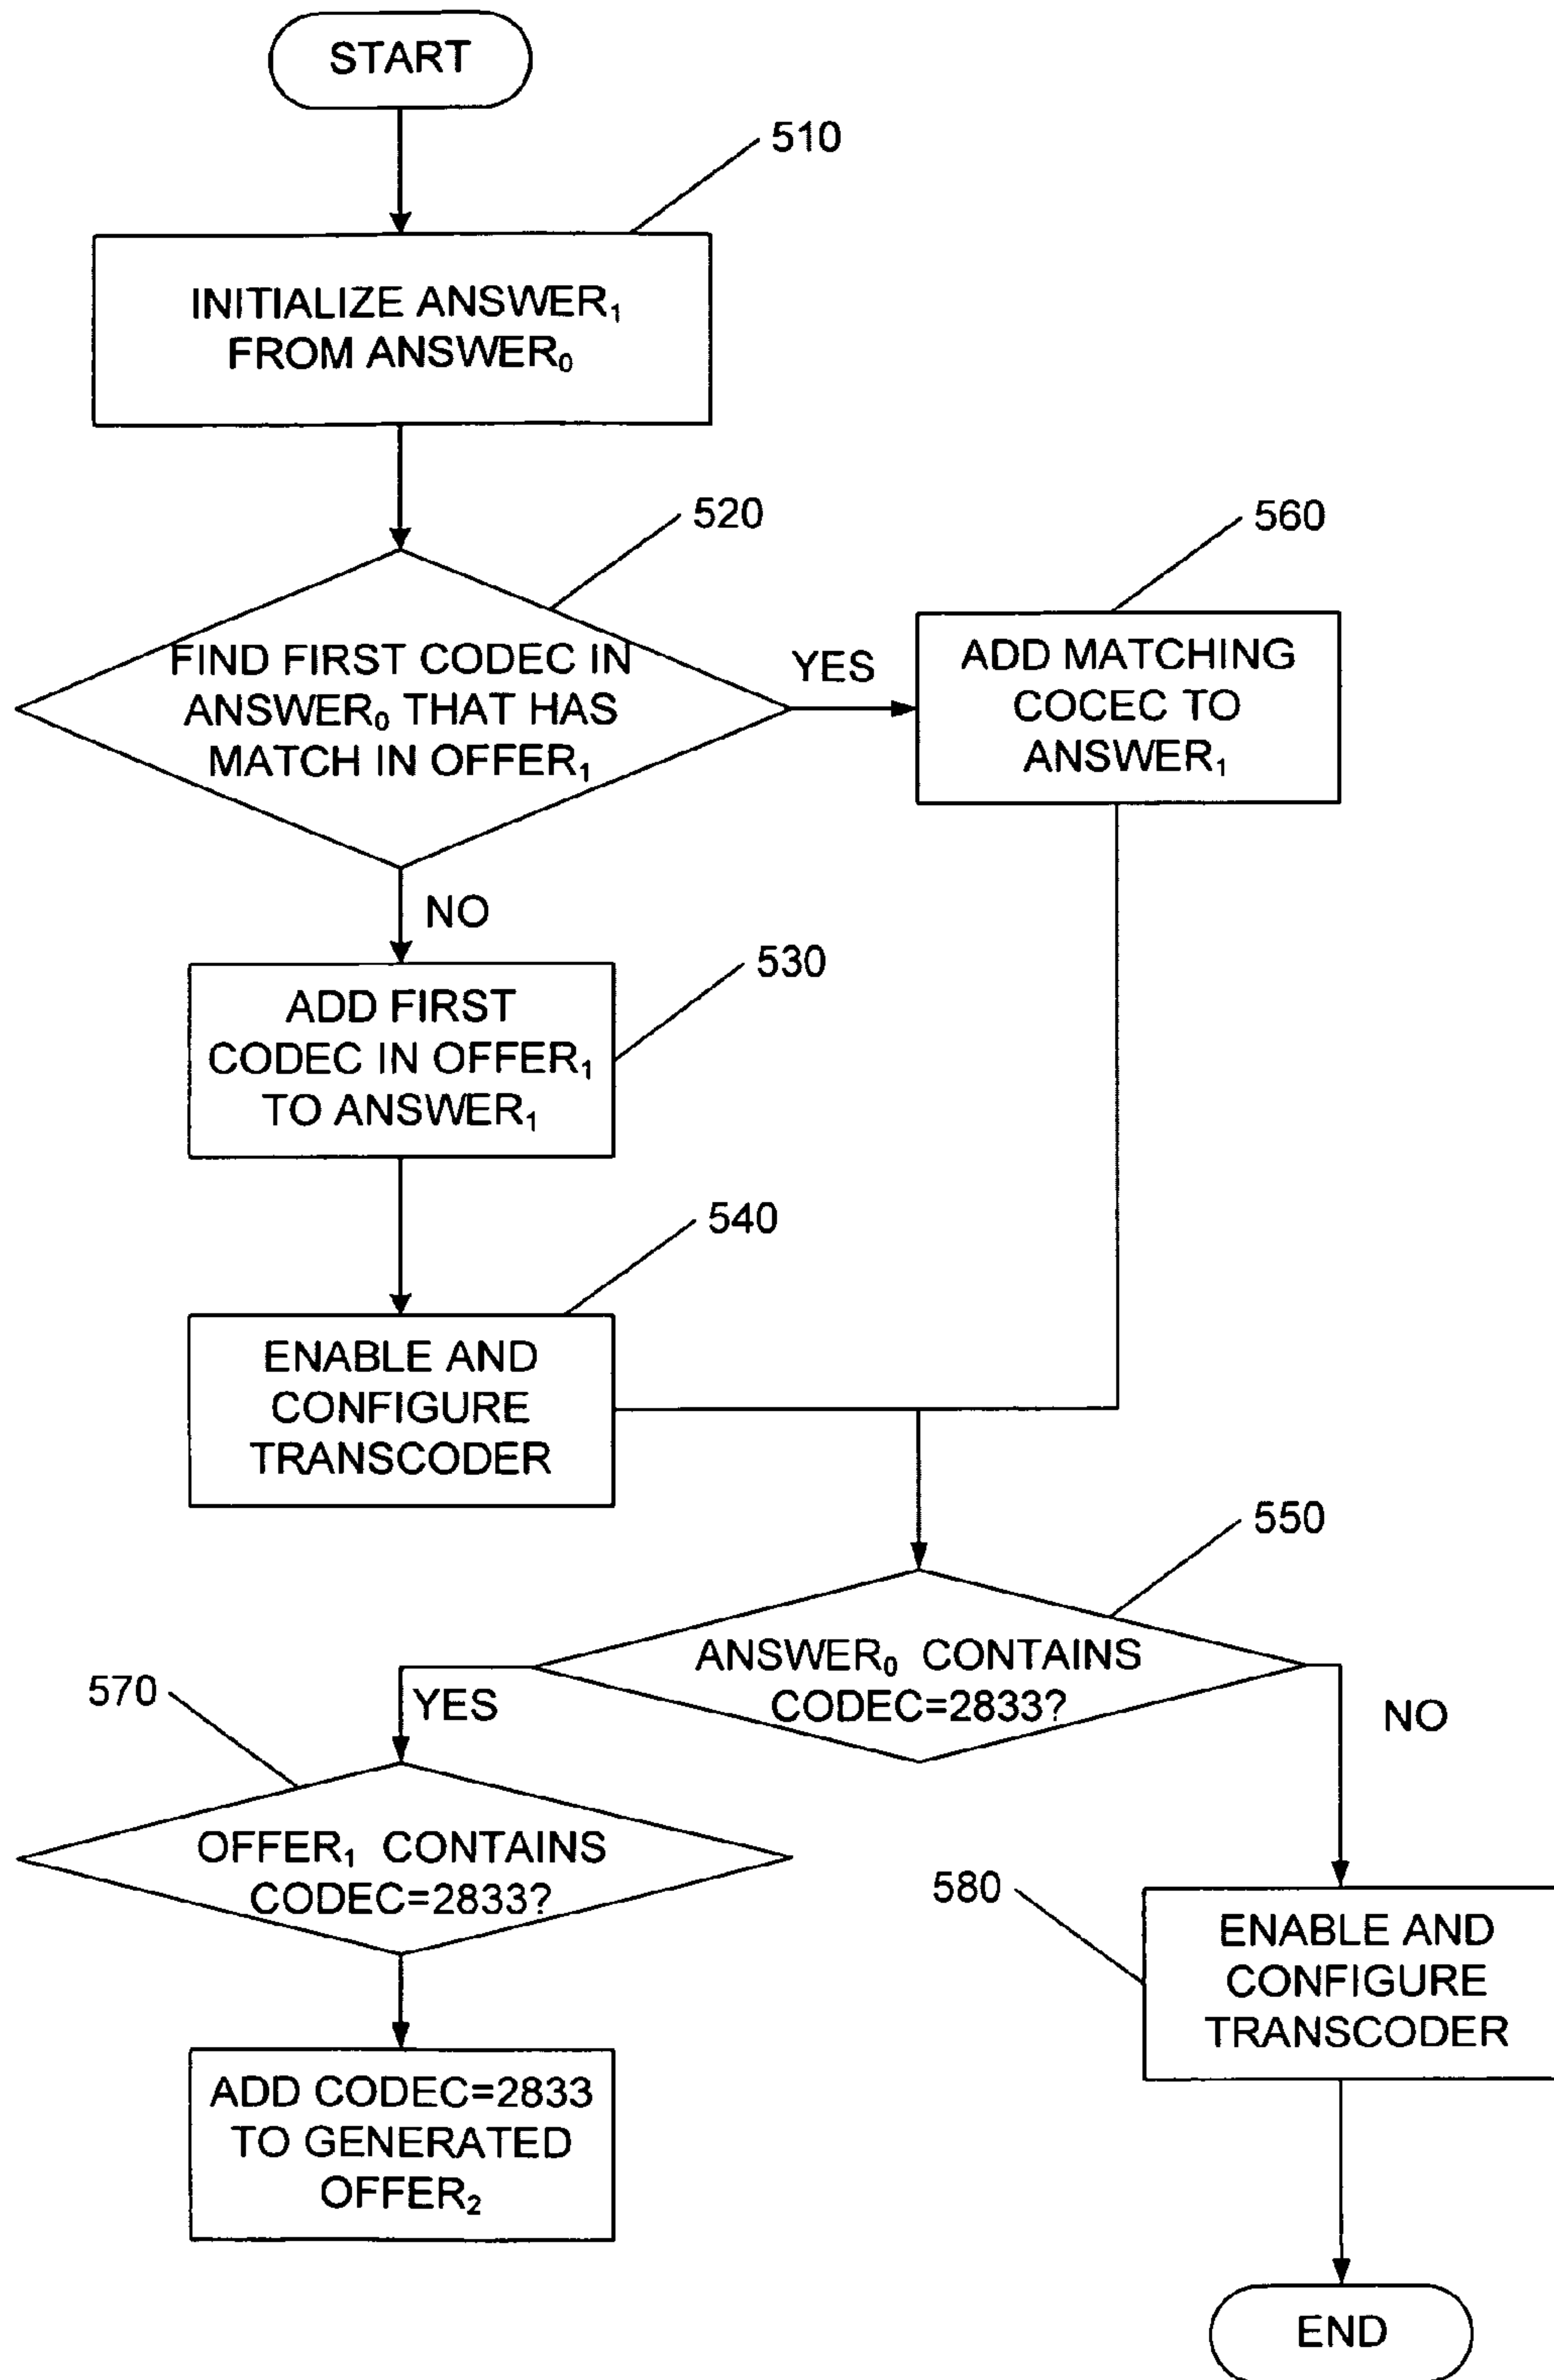 START
510
INITIALIZE ANSWER₁
FROM ANSWER₀
520
FIND FIRST CODEC IN
ANSWER₀ THAT HAS
MATCH IN OFFER₁
YES
560
ADD MATCHING
COCEC TO
ANSWER₁
NO
530
ADD FIRST
CODEC IN OFFER₁
TO ANSWER₁
540
ENABLE AND
CONFIGURE
TRANSCODER
550
ANSWER₀ CONTAINS
CODEC=2833?
YES
NO
570
OFFER₁ CONTAINS
CODEC=2833?
580
ENABLE AND
CONFIGURE
TRANSCODER
ADD CODEC=2833
TO GENERATED
OFFER₂
END